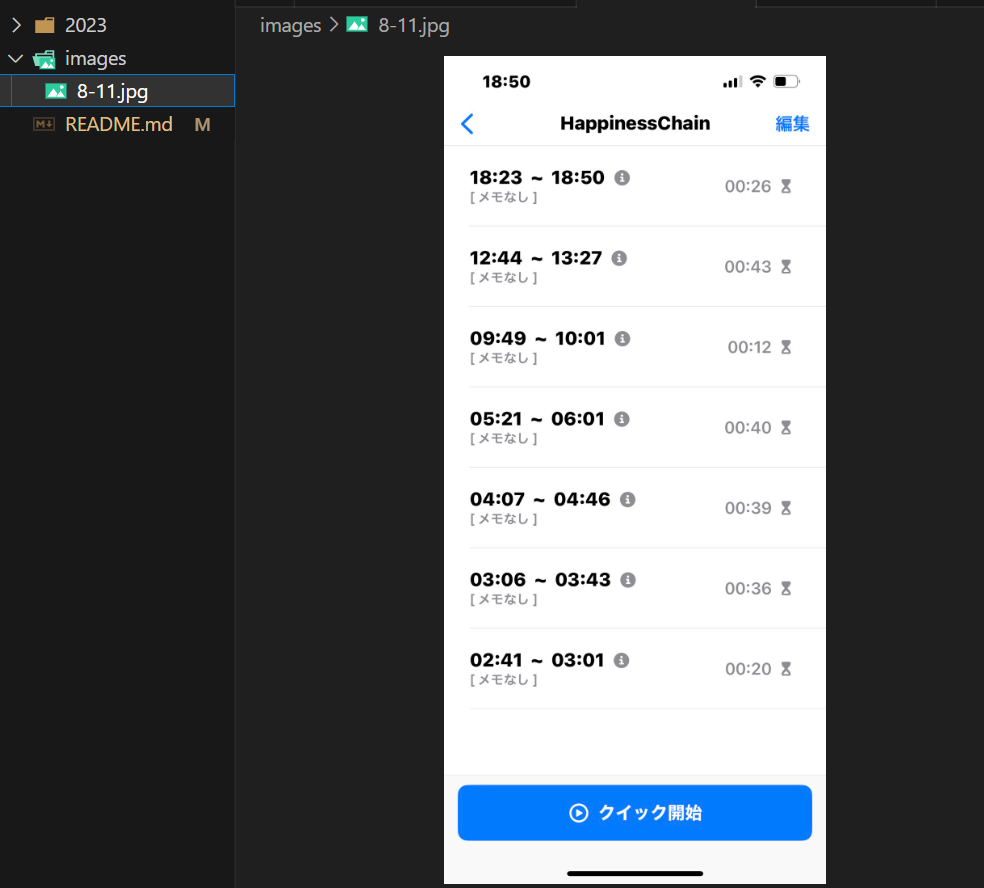 2023
images
8-11.jpg
README.md M
images > 8-11.jpg
18:50
HappinessChain 編集
18:23 ~ 18:50 00:26
[ メモなし ]
12:44 ~ 13:27 00:43
[ メモなし ]
09:49 ~ 10:01 00:12
[ メモなし ]
05:21 ~ 06:01 00:40
[ メモなし ]
04:07 ~ 04:46 00:39
[ メモなし ]
03:06 ~ 03:43 00:36
[ メモなし ]
02:41 ~ 03:01 00:20
[ メモなし ]
クイック開始